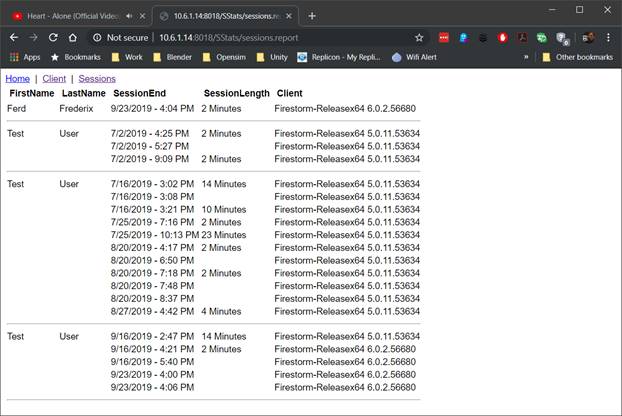 Heart - Alone (Official Video)
10.6.1.14:8018/SStats/sessions.rep
Not secure | 10.6.1.14:8018/SStats/sessions.report
Apps Bookmarks Work Blender Opensim Unity Replicon - My Repli... Wifi Alert » Other bookmarks
Home | Client | Sessions
FirstName LastName SessionEnd SessionLength Client
Ferd Frederix 9/23/2019 - 4:04 PM 2 Minutes Firestorm-Releasex64 6.0.2.56680
Test User 7/2/2019 - 4:25 PM 2 Minutes Firestorm-Releasex64 5.0.11.53634
7/2/2019 - 5:27 PM Firestorm-Releasex64 5.0.11.53634
7/2/2019 - 9:09 PM 2 Minutes Firestorm-Releasex64 5.0.11.53634
Test User 7/16/2019 - 3:02 PM 14 Minutes Firestorm-Releasex64 5.0.11.53634
7/16/2019 - 3:08 PM Firestorm-Releasex64 5.0.11.53634
7/16/2019 - 3:21 PM 10 Minutes Firestorm-Releasex64 5.0.11.53634
7/25/2019 - 7:16 PM 2 Minutes Firestorm-Releasex64 5.0.11.53634
7/25/2019 - 10:13 PM 23 Minutes Firestorm-Releasex64 5.0.11.53634
8/20/2019 - 4:17 PM 2 Minutes Firestorm-Releasex64 5.0.11.53634
8/20/2019 - 6:50 PM Firestorm-Releasex64 5.0.11.53634
8/20/2019 - 7:18 PM 2 Minutes Firestorm-Releasex64 5.0.11.53634
8/20/2019 - 7:48 PM Firestorm-Releasex64 5.0.11.53634
8/20/2019 - 8:37 PM Firestorm-Releasex64 5.0.11.53634
8/27/2019 - 4:42 PM 4 Minutes Firestorm-Releasex64 5.0.11.53634
Test User 9/16/2019 - 2:47 PM 14 Minutes Firestorm-Releasex64 5.0.11.53634
9/16/2019 - 4:21 PM 2 Minutes Firestorm-Releasex64 6.0.2.56680
9/16/2019 - 5:40 PM Firestorm-Releasex64 6.0.2.56680
9/23/2019 - 4:00 PM Firestorm-Releasex64 6.0.2.56680
9/23/2019 - 4:06 PM Firestorm-Releasex64 6.0.2.56680